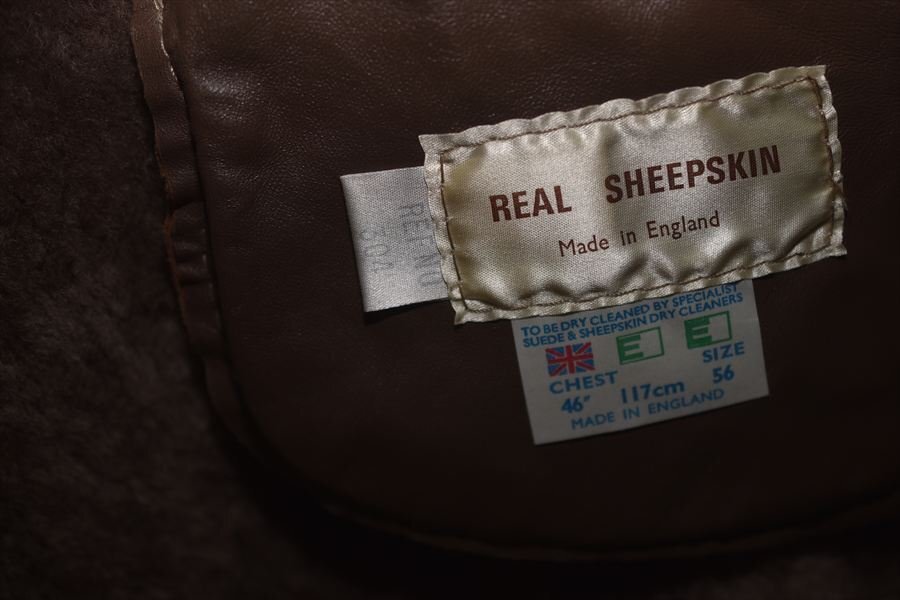 REAL SHEEPSKIN
Made in England
REF NO
504
TO BE DRY CLEANED BY SPECIALIST
SUEDE & SHEEPSKIN DRY CLEANERS
E E
CHEST SIZE
46" 117cm 56
MADE IN ENGLAND